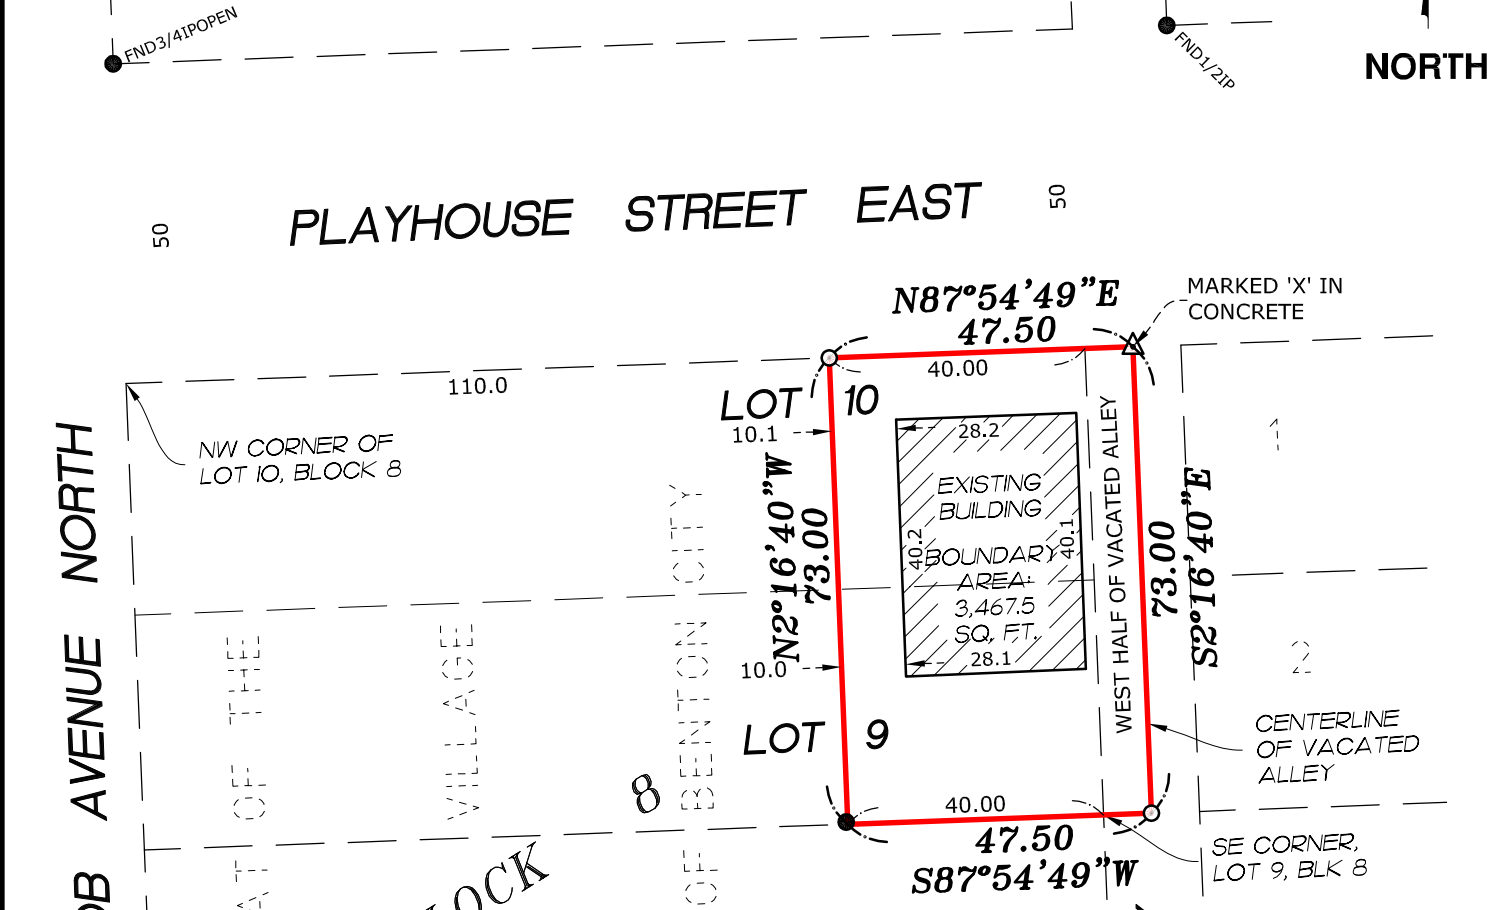 FND3/4IPOPEN
FND1/2IP
NORTH
50
PLAYHOUSE STREET EAST
50
N87°54'49"E
47.50
MARKED 'X' IN
CONCRETE
110.0
40.00
NW CORNER OF
LOT 10, BLOCK 8
LOT 10
10.1
28.2
EXISTING
BUILDING
40.2
40.1
BOUNDARY
AREA:
3,467.5
SQ. FT.
28.1
10.0
N2°16'40"W
73.00
WEST HALF OF VACATED ALLEY
73.00
S2°16'40"E
1
2
AVENUE NORTH
OF THE
VILLAGE
BENTON CITY
OF
8
LOT 9
CENTERLINE
OF VACATED
ALLEY
40.00
47.50
S87°54'49"W
SE CORNER,
LOT 9, BLK 8